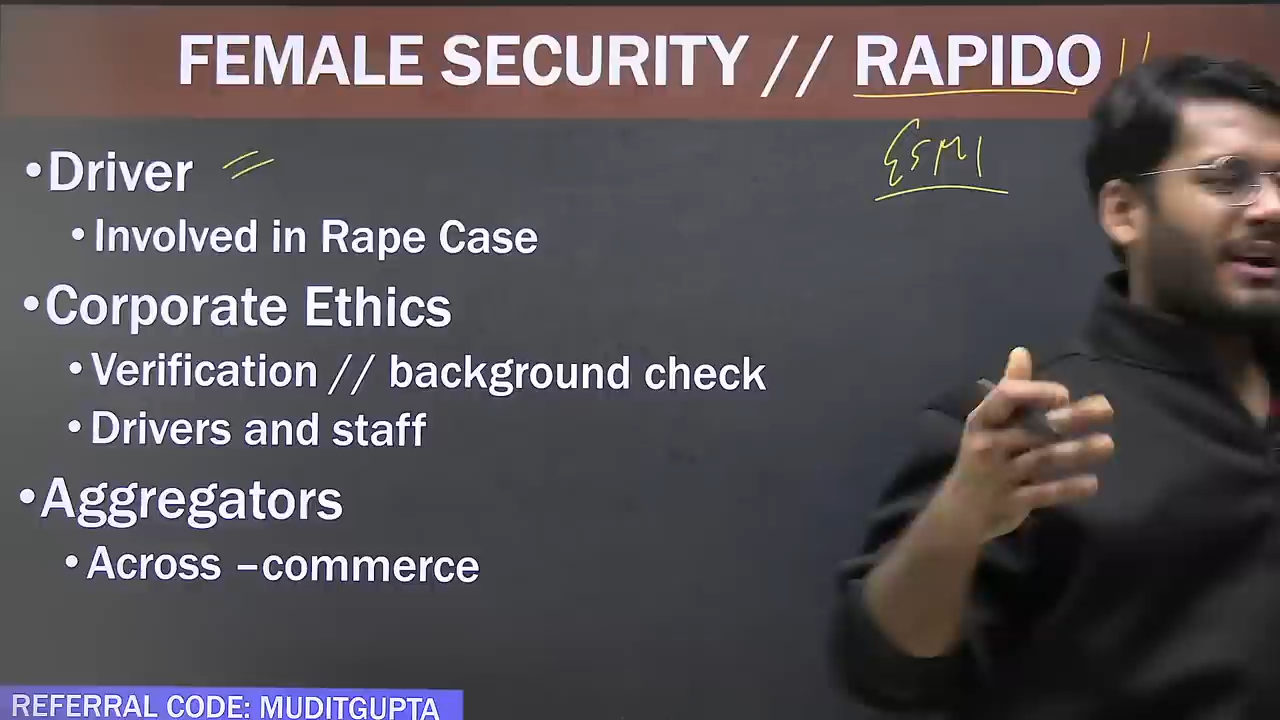 FEMALE SECURITY // RAPIDO //
•Driver
•Involved in Rape Case
•Corporate Ethics
•Verification // background check
•Drivers and staff
•Aggregators
•Across –commerce
REFERRAL CODE: MUDITGUPTA